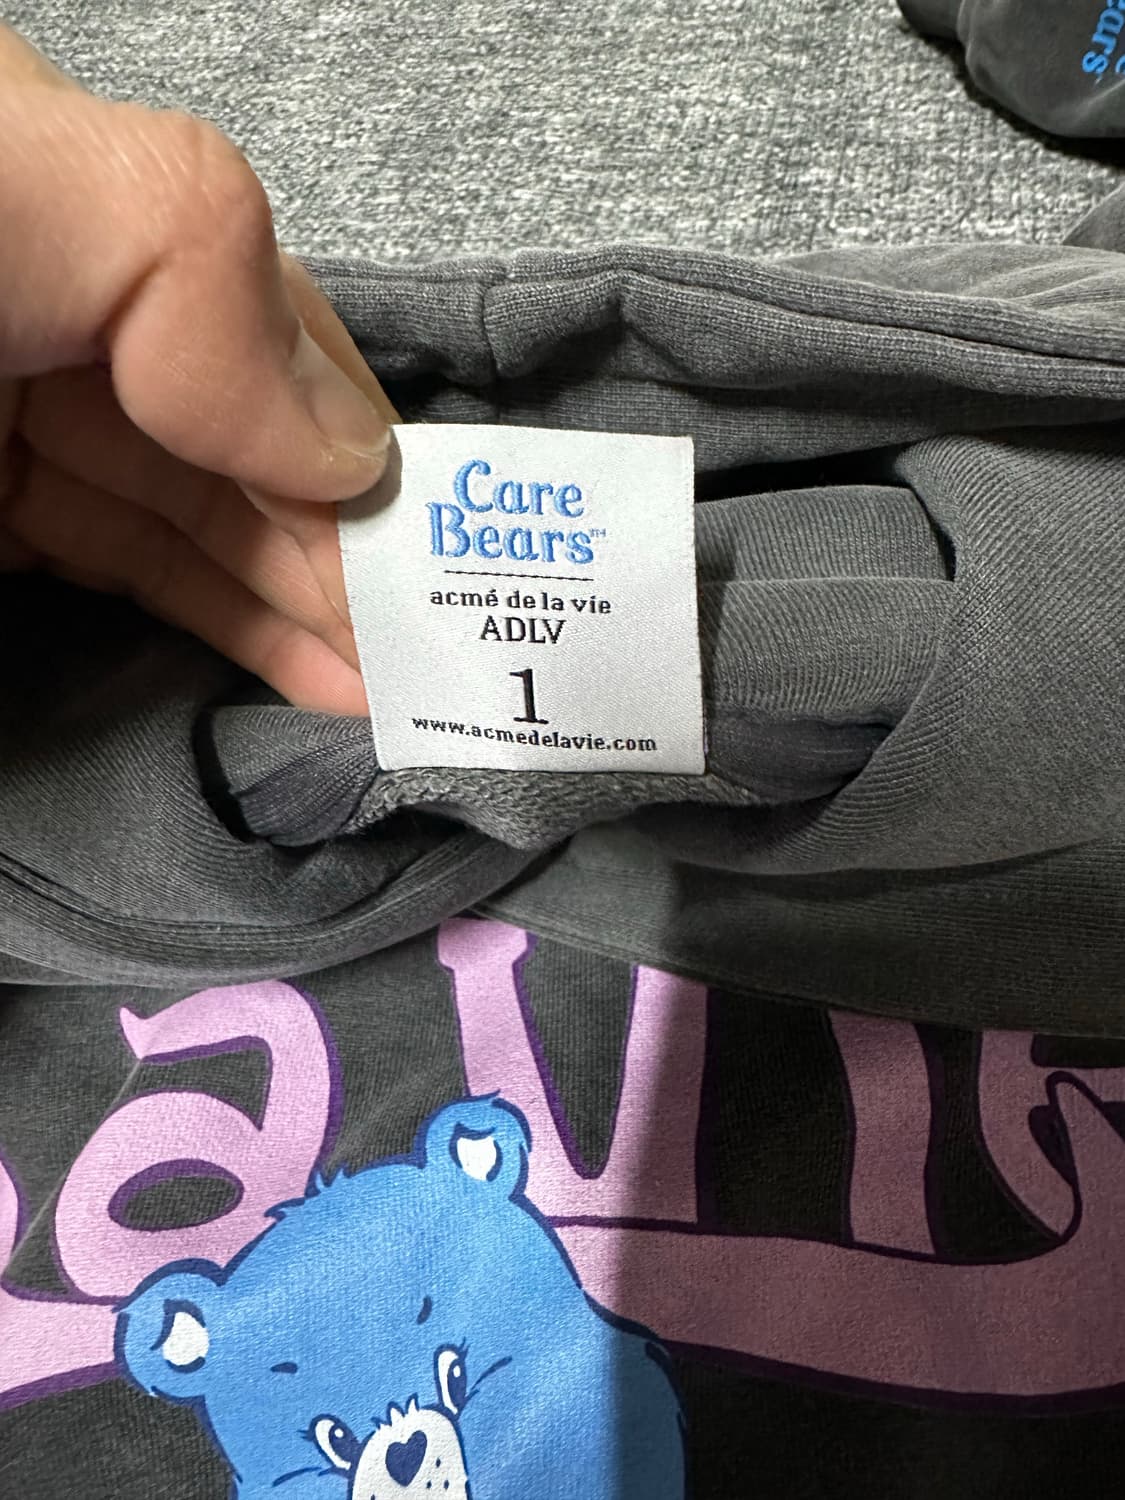 Care
Bears™
acmé de la vie
ADLV
1
www.acmedelavie.com